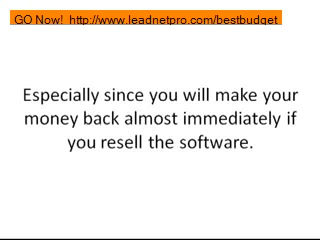 GO Now! http://www.leadnetpro.com/bestbudget
Especially since you will make your
money back almost immediately if
you resell the software.